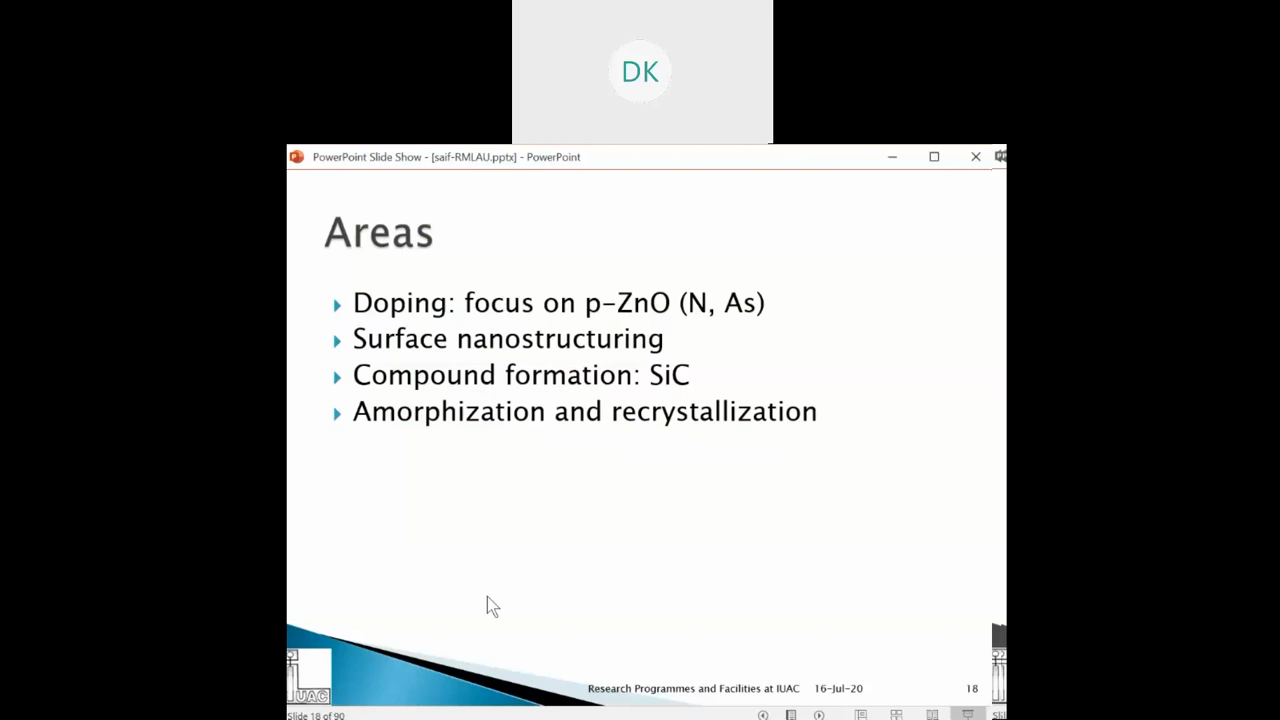 DK
PowerPoint Slide Show - [saif-RMLAU.pptx] - PowerPoint
Areas
Doping: focus on p-ZnO (N, As)
Surface nanostructuring
Compound formation: SiC
Amorphization and recrystallization
IUAC
Research Programmes and Facilities at IUAC 16-Jul-20 18
Slide 18 of 90